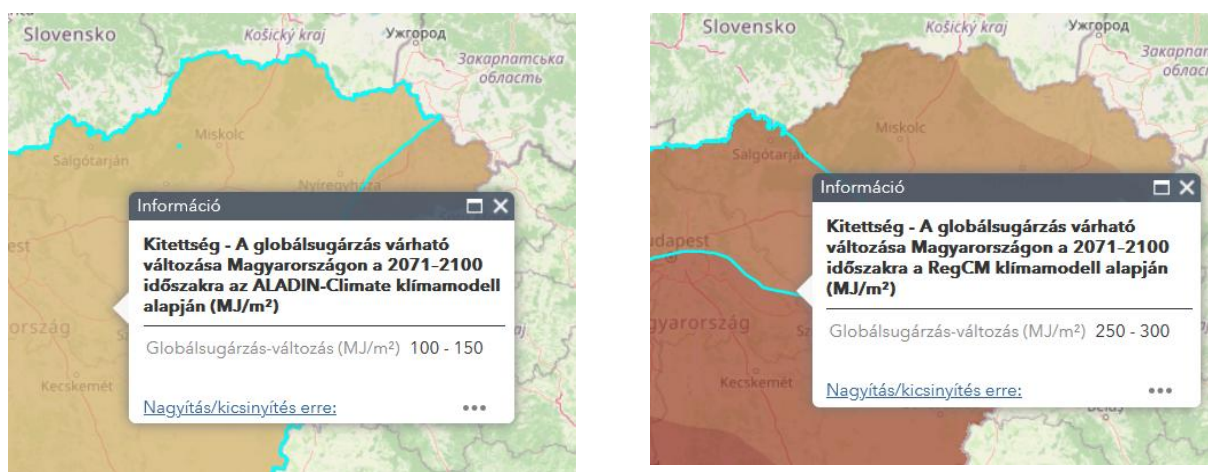 Slovensko
Košický kraj
Ужгород
Закарпатська
область
Miskolc
Salgótarján
Nyíregyháza
Információ
Kitettség - A globálsugárzás várható
változása Magyarországon a 2071–2100
időszakra az ALADIN-Climate klímamodell
alapján (MJ/m²)
Globálsugárzás-változás (MJ/m²) 100 - 150
Nagyítás/kicsinyítés erre:
Kecskemét
Slovensko
Košický kraj
Ужгород
Miskolc
Információ
Kitettség - A globálsugárzás várható
változása Magyarországon a 2071–2100
időszakra a RegCM klímamodell alapján
(MJ/m²)
Globálsugárzás-változás (MJ/m²) 250 - 300
Nagyítás/kicsinyítés erre:
Kecskemét